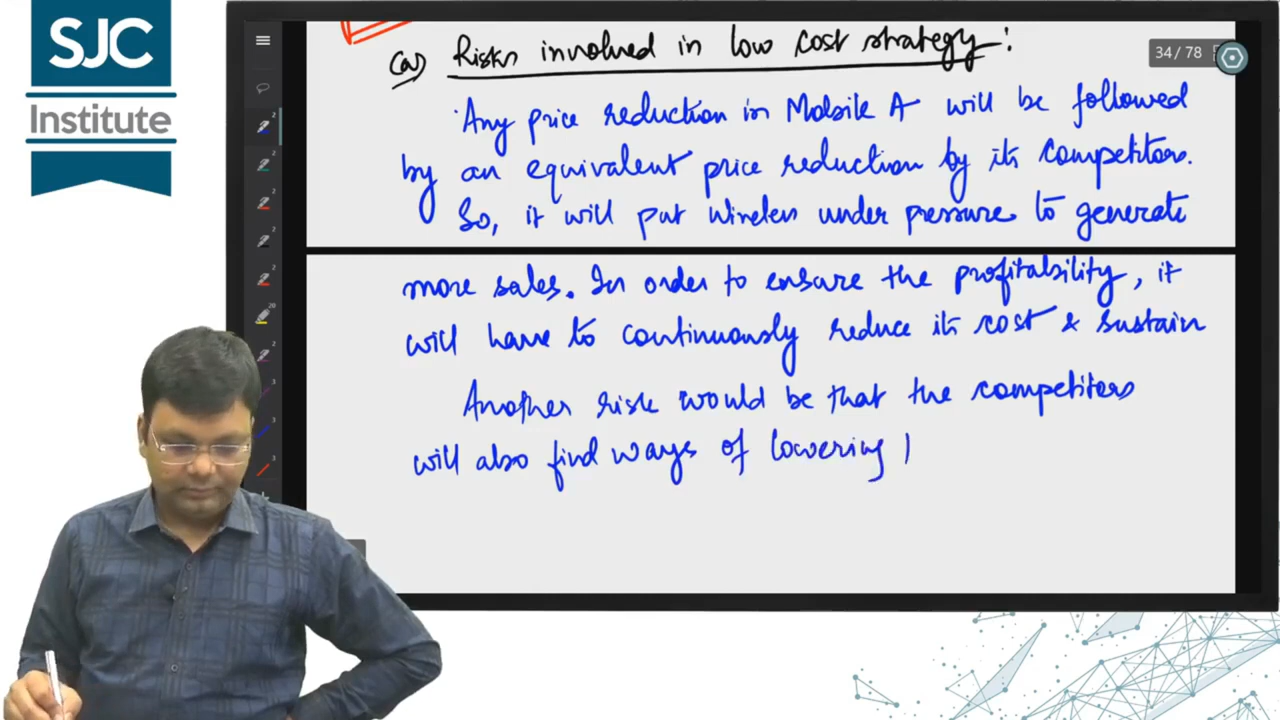 SJC
Institute
34 / 78
(a) Risks involved in low cost strategy :
Any price reduction in Mobile A will be followed
by an equivalent price reduction by its competitors.
So, it will put Wireless under pressure to generate
more sales. In order to ensure the profitability, it
will have to continuously reduce its cost & sustain
Another risk would be that the competitors
will also find ways of lowering